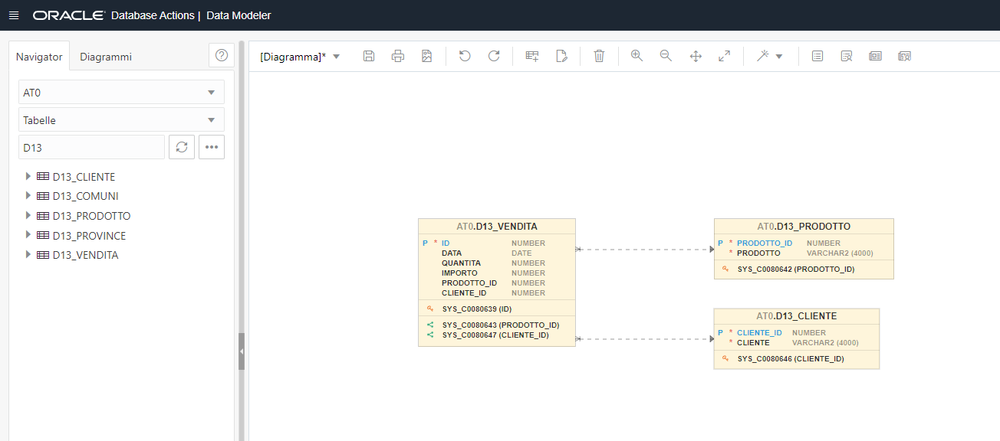 ORACLE Database Actions | Data Modeler
Navigator
Diagrammi
[Diagramma]*
AT0
Tabelle
D13
D13_CLIENTE
D13_COMUNI
D13_PRODOTTO
D13_PROVINCE
D13_VENDITA
AT0.D13_VENDITA
P * ID NUMBER
DATA DATE
QUANTITA NUMBER
IMPORTO NUMBER
PRODOTTO_ID NUMBER
CLIENTE_ID NUMBER
SYS_C0080639 (ID)
SYS_C0080643 (PRODOTTO_ID)
SYS_C0080647 (CLIENTE_ID)
AT0.D13_PRODOTTO
P * PRODOTTO_ID NUMBER
* PRODOTTO VARCHAR2 (4000)
SYS_C0080642 (PRODOTTO_ID)
AT0.D13_CLIENTE
P * CLIENTE_ID NUMBER
* CLIENTE VARCHAR2 (4000)
SYS_C0080646 (CLIENTE_ID)